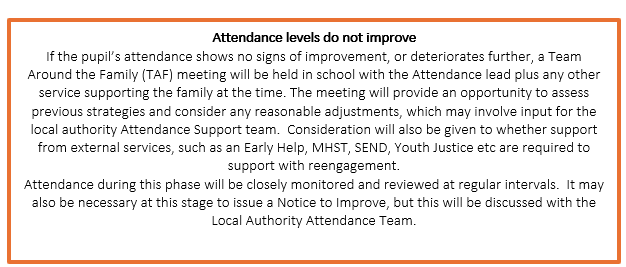 Attendance levels do not improve
If the pupil's attendance shows no signs of improvement, or deteriorates further, a Team
Around the Family (TAF) meeting will be held in school with the Attendance lead plus any other
service supporting the family at the time. The meeting will provide an opportunity to assess
previous strategies and consider any reasonable adjustments, which may involve input for the
local authority Attendance Support team.  Consideration will also be given to whether support
from external services, such as an Early Help, MHST, SEND, Youth Justice etc are required to
support with reengagement.
Attendance during this phase will be closely monitored and reviewed at regular intervals.  It may
also be necessary at this stage to issue a Notice to Improve, but this will be discussed with the
Local Authority Attendance Team.